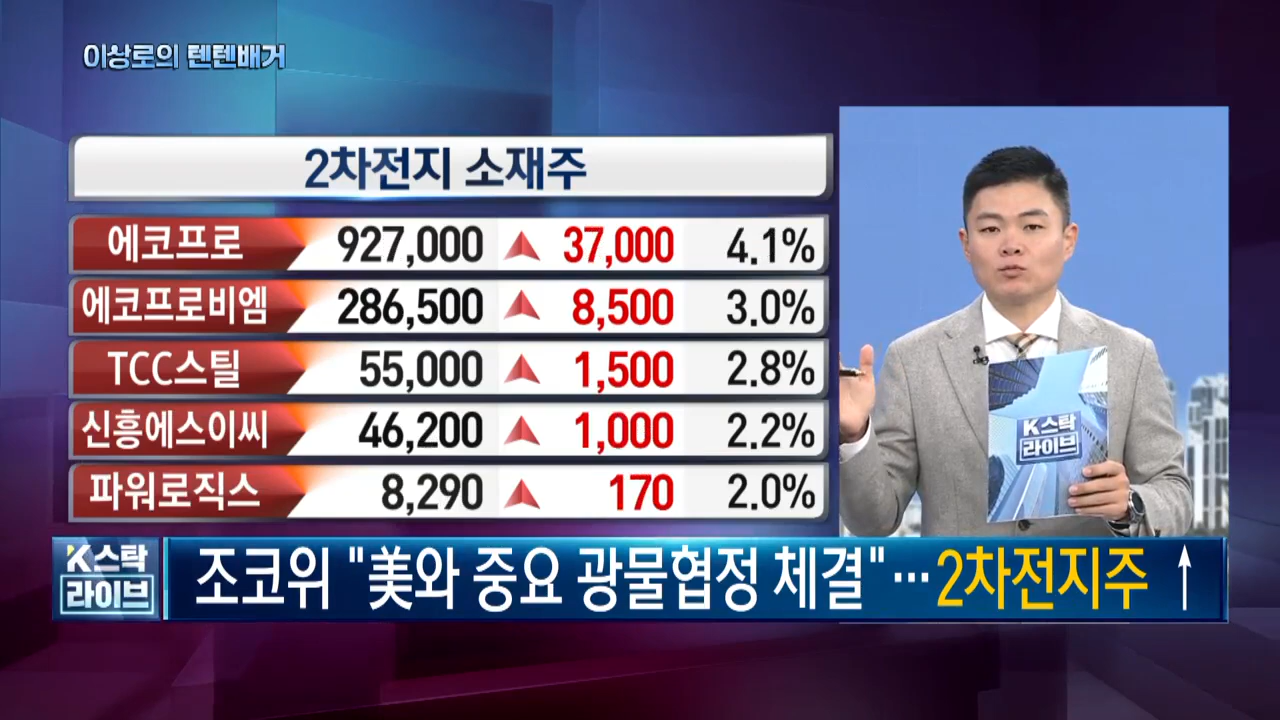 이상로의 텐텐배거
2차전지 소재주
에코프로 927,000 ▲ 37,000 4.1%
에코프로비엠 286,500 ▲ 8,500 3.0%
TCC스틸 55,000 ▲ 1,500 2.8%
신흥에스이씨 46,200 ▲ 1,000 2.2%
파워로직스 8,290 ▲ 170 2.0%
K스탁
라이브
K스탁
라이브
조코위 "美와 중요 광물협정 체결"…2차전지주 ↑